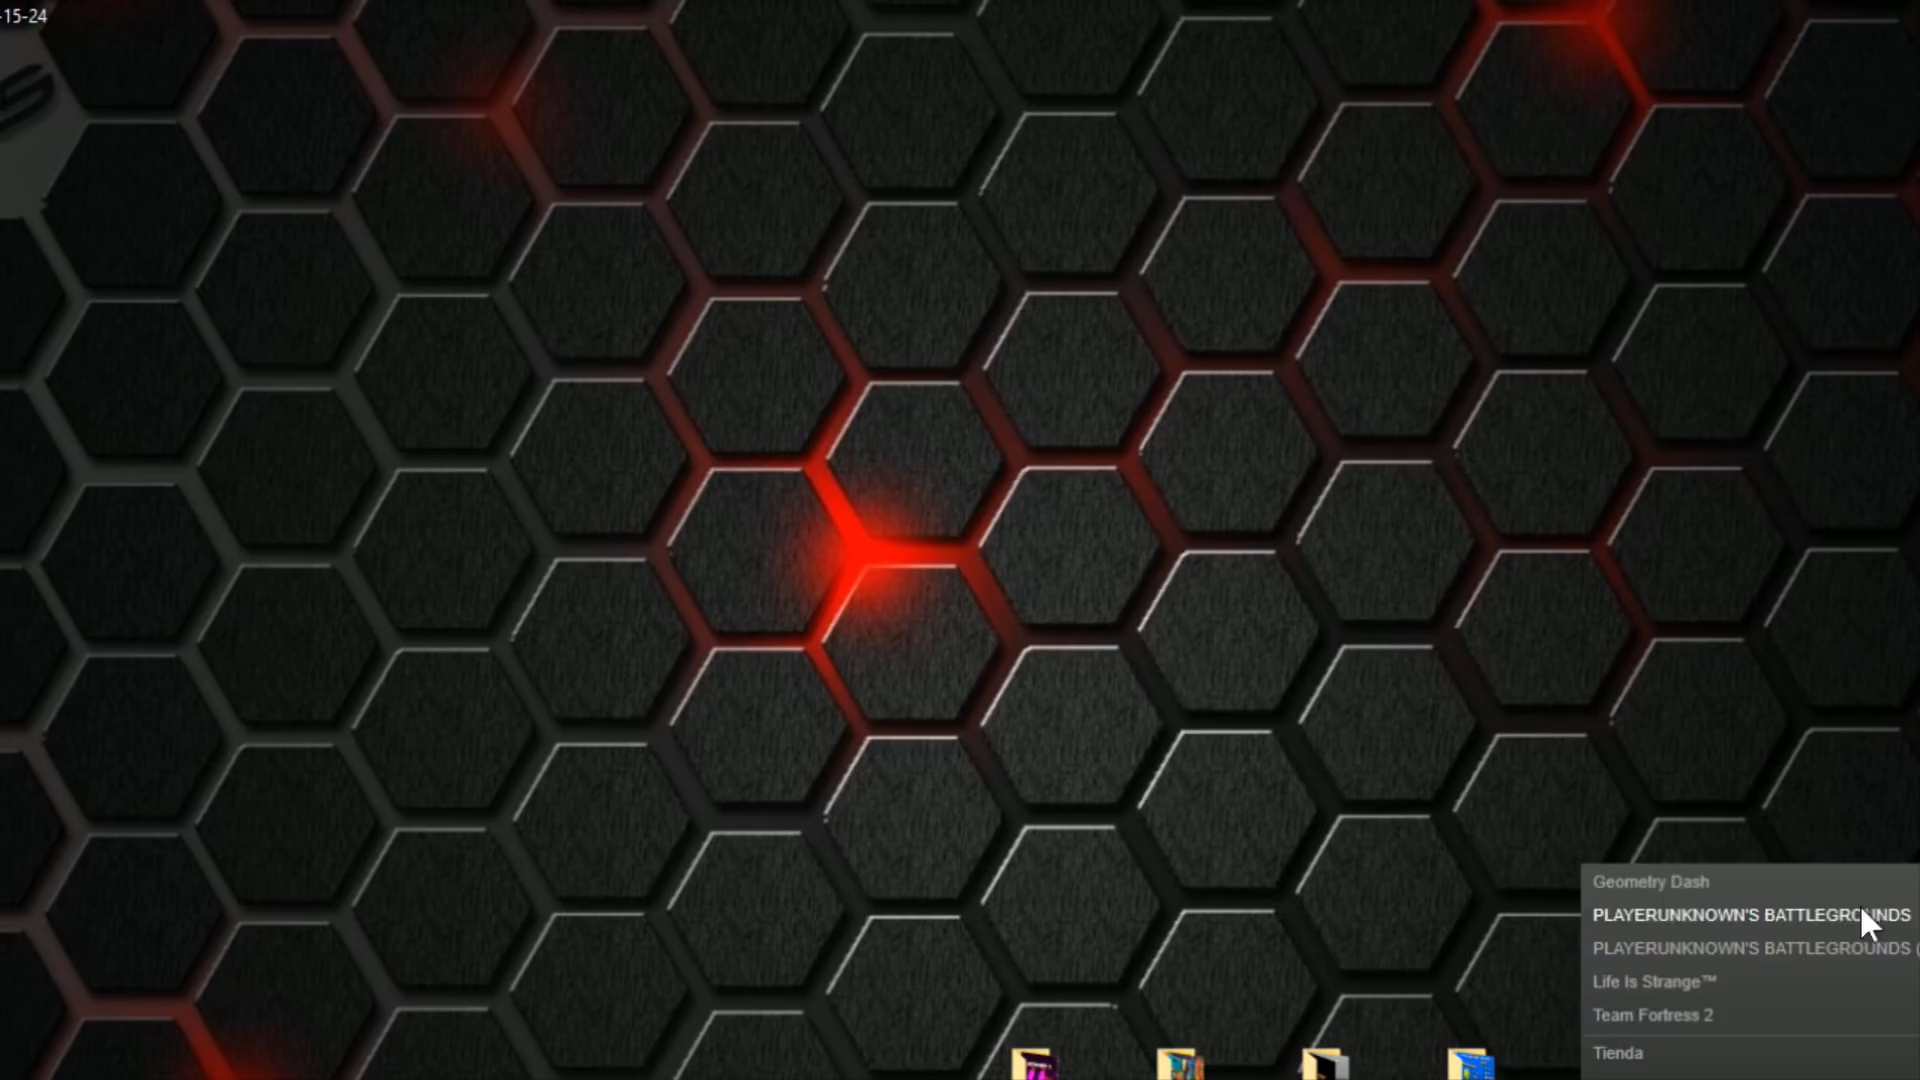 -15-24
Geometry Dash
PLAYERUNKNOWN'S BATTLEGROUNDS
PLAYERUNKNOWN'S BATTLEGROUNDS (
Life Is Strange™
Team Fortress 2
Tienda